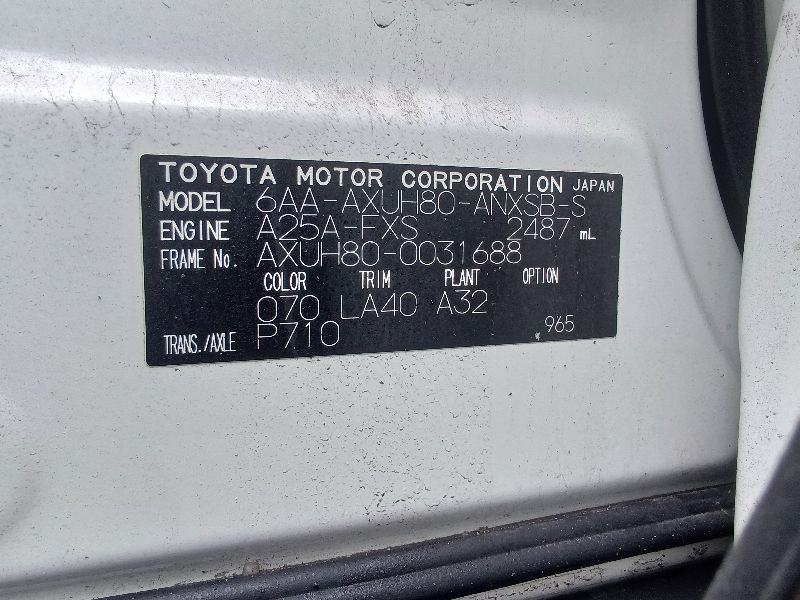 TOYOTA MOTOR CORPORATION JAPAN
MODEL 6AA-AXUH80-ANXSB-S
ENGINE A25A-FXS 2487 mL
FRAME No. AXUH80-0031688
COLOR TRIM PLANT OPTION
070 LA40 A32
TRANS./AXLE P710 965